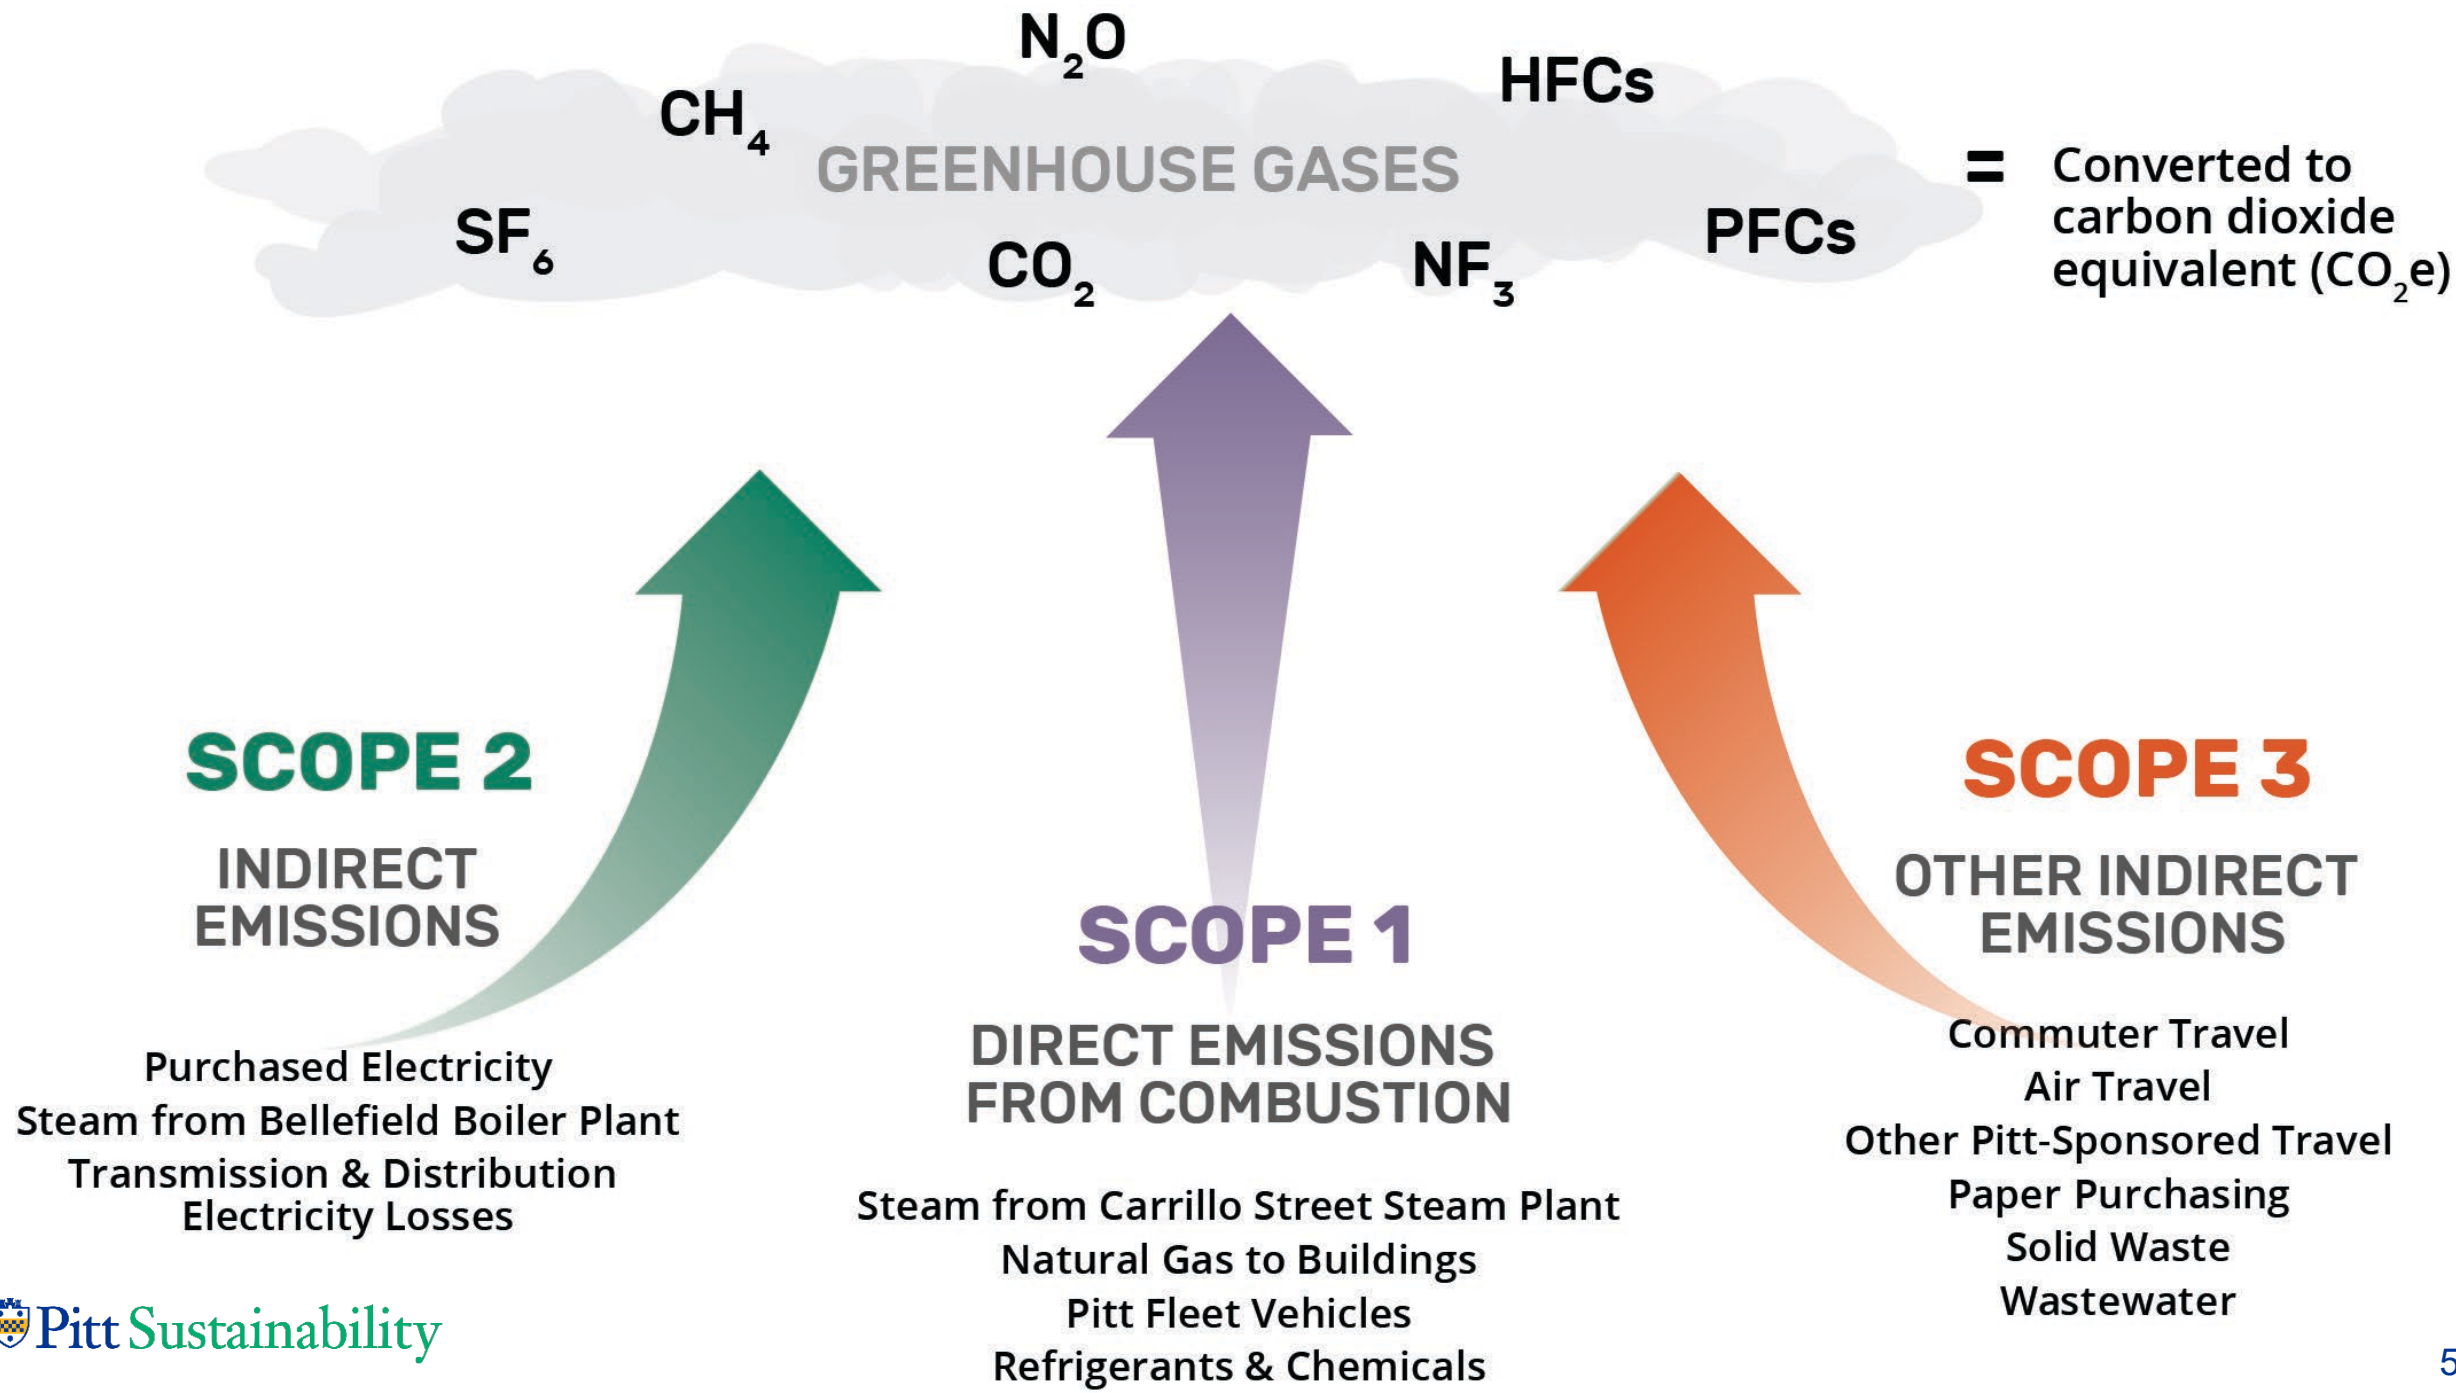 N₂O
HFCs
CH₄
GREENHOUSE GASES
SF₆
CO₂
NF₃
PFCs
= Converted to
carbon dioxide
equivalent (CO₂e)
SCOPE 2
INDIRECT
EMISSIONS
Purchased Electricity
Steam from Bellefield Boiler Plant
Transmission & Distribution
Electricity Losses
SCOPE 1
DIRECT EMISSIONS
FROM COMBUSTION
Steam from Carrillo Street Steam Plant
Natural Gas to Buildings
Pitt Fleet Vehicles
Refrigerants & Chemicals
SCOPE 3
OTHER INDIRECT
EMISSIONS
Commuter Travel
Air Travel
Other Pitt-Sponsored Travel
Paper Purchasing
Solid Waste
Wastewater
Pitt Sustainability
5